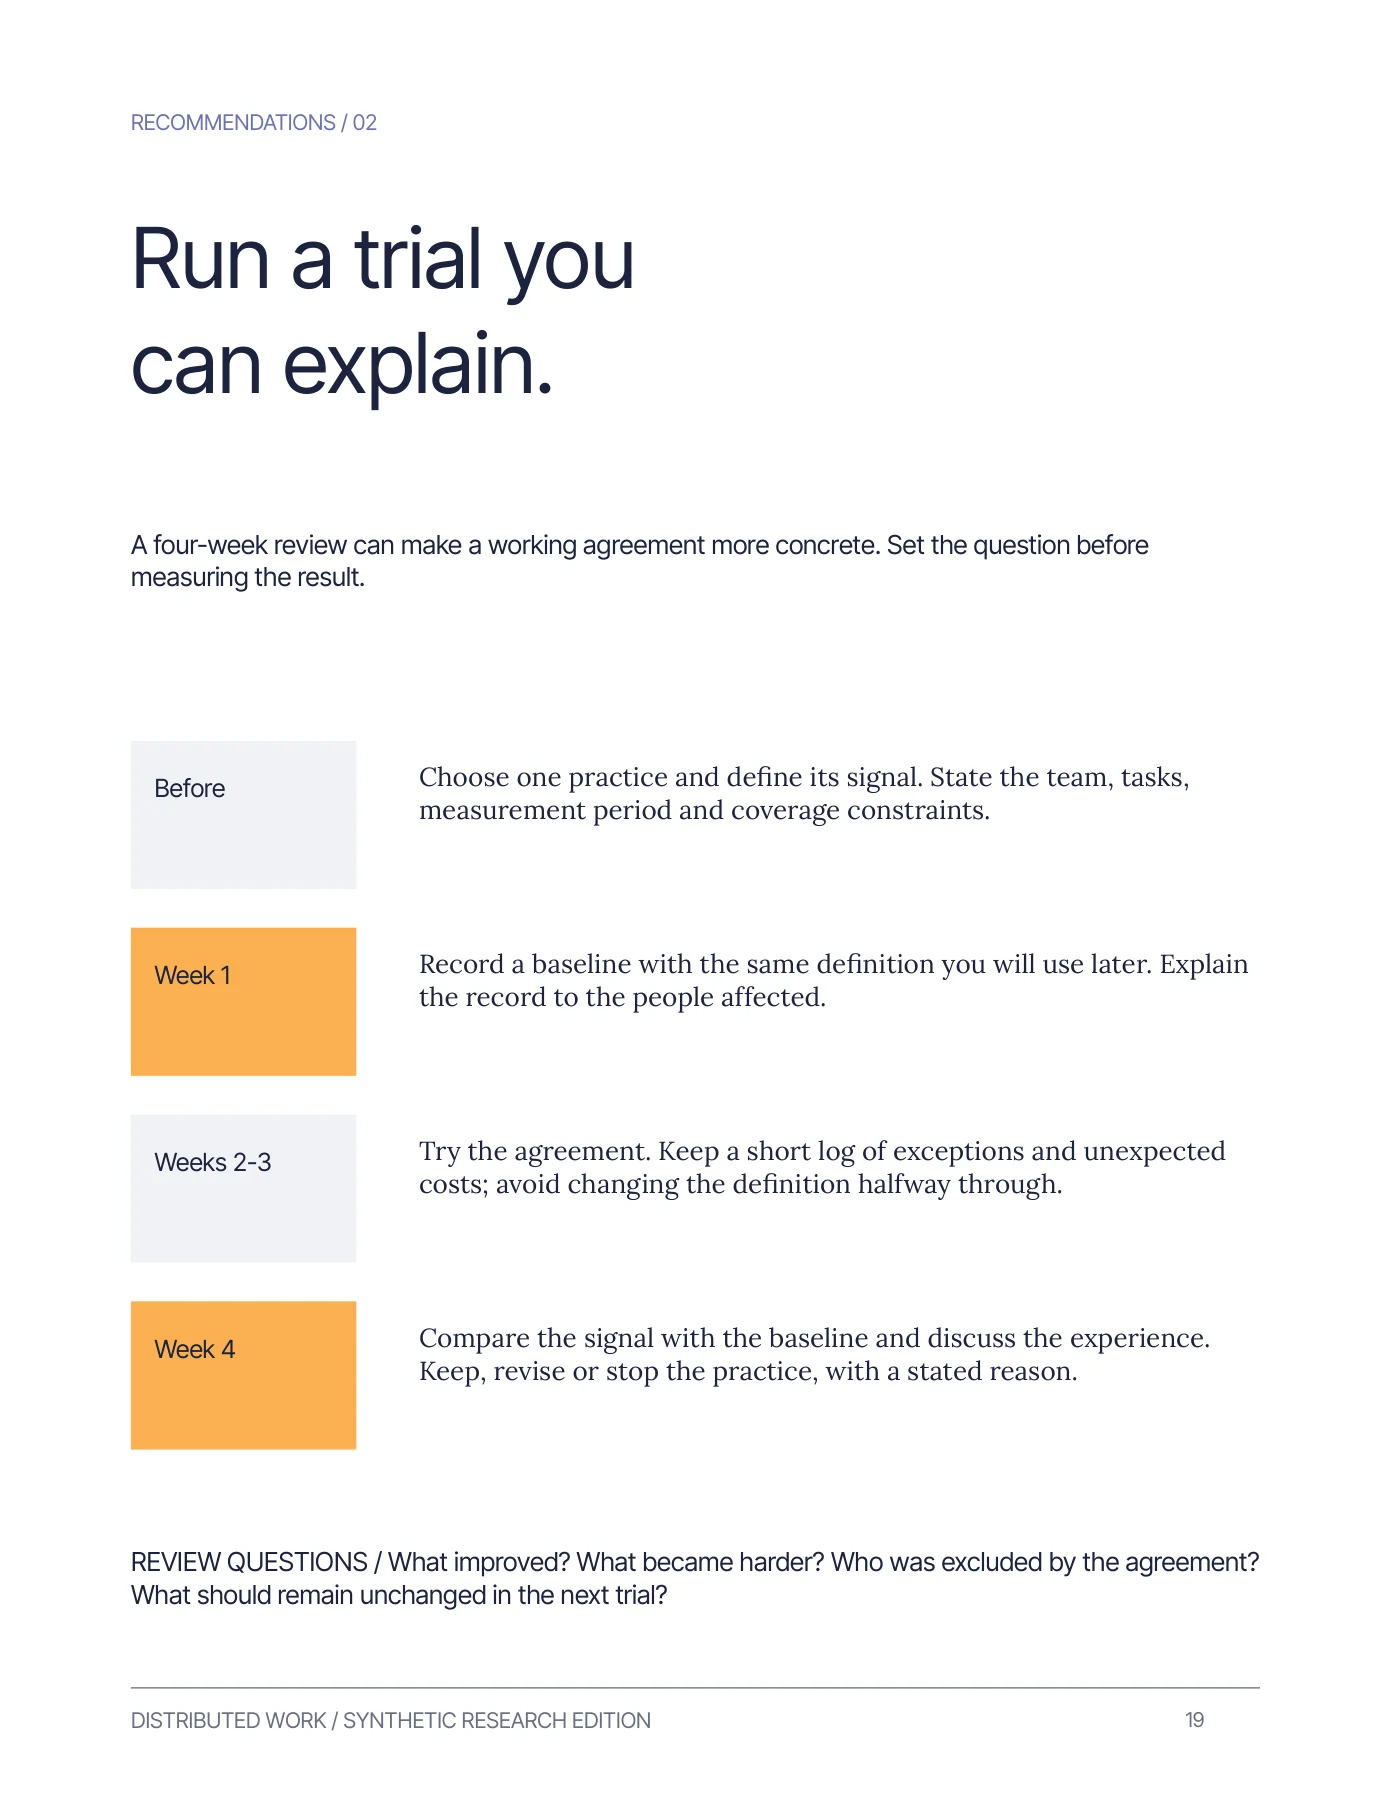 RECOMMENDATIONS / 02
Run a trial you
can explain.
A four-week review can make a working agreement more concrete. Set the question before
measuring the result.
Before
Choose one practice and define its signal. State the team, tasks,
measurement period and coverage constraints.
Week 1
Record a baseline with the same definition you will use later. Explain
the record to the people affected.
Weeks 2-3
Try the agreement. Keep a short log of exceptions and unexpected
costs; avoid changing the definition halfway through.
Week 4
Compare the signal with the baseline and discuss the experience.
Keep, revise or stop the practice, with a stated reason.
REVIEW QUESTIONS / What improved? What became harder? Who was excluded by the agreement?
What should remain unchanged in the next trial?
DISTRIBUTED WORK / SYNTHETIC RESEARCH EDITION
19